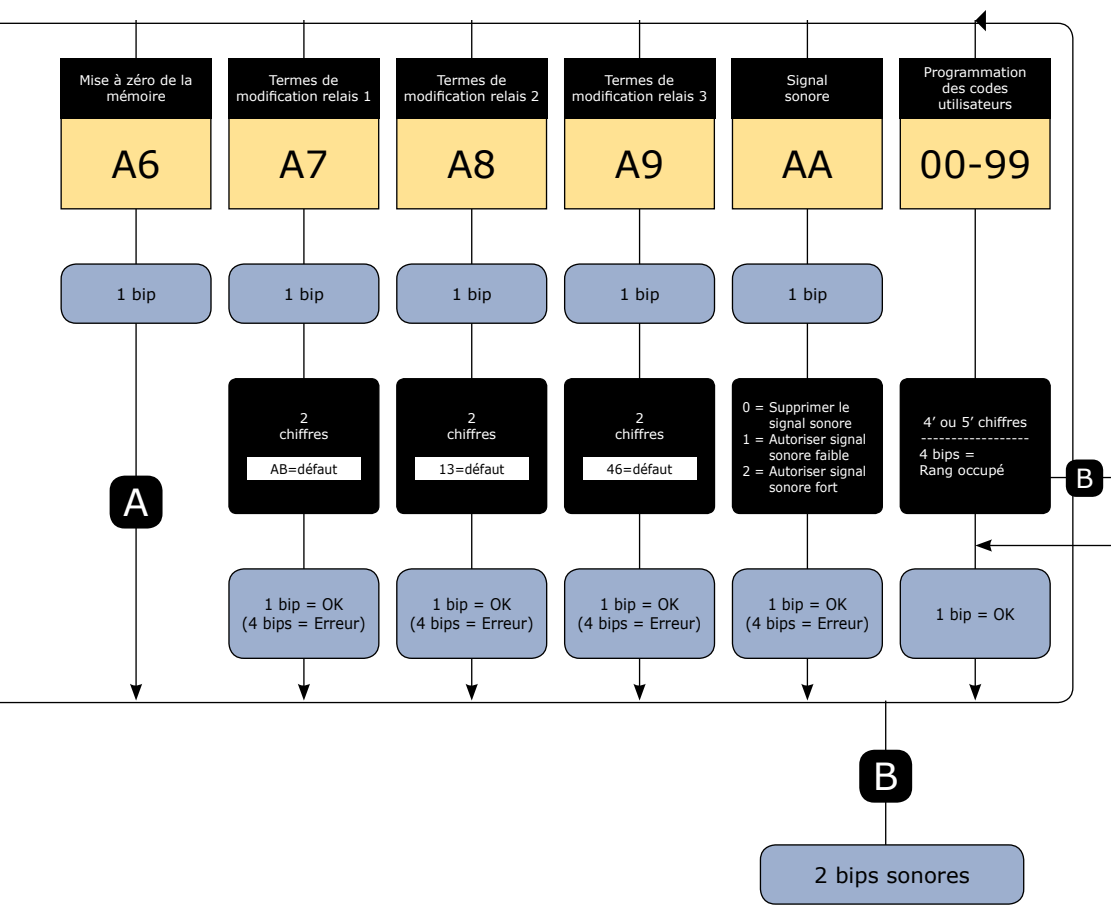 Mise à zéro de la
mémoire
A6
1 bip
A
Termes de
modification relais 1
A7
1 bip
2
chiffres
AB=défaut
1 bip = OK
(4 bips = Erreur)
Termes de
modification relais 2
A8
1 bip
2
chiffres
13=défaut
1 bip = OK
(4 bips = Erreur)
Termes de
modification relais 3
A9
1 bip
2
chiffres
46=défaut
1 bip = OK
(4 bips = Erreur)
Signal
sonore
AA
1 bip
0 = Supprimer le
signal sonore
1 = Autoriser signal
sonore faible
2 = Autoriser signal
sonore fort
1 bip = OK
(4 bips = Erreur)
Programmation
des codes
utilisateurs
00-99
4’ ou 5’ chiffres
------------------
4 bips =
Rang occupé
B
1 bip = OK
B
2 bips sonores